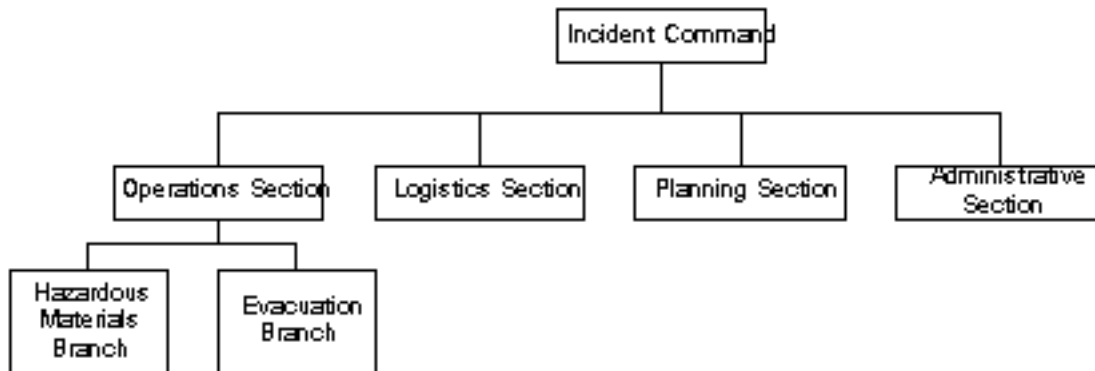 Incident Command
Operations Section
Logistics Section
Planning Section
Administrative
Section
Hazardous
Materials
Branch
Evacuation
Branch